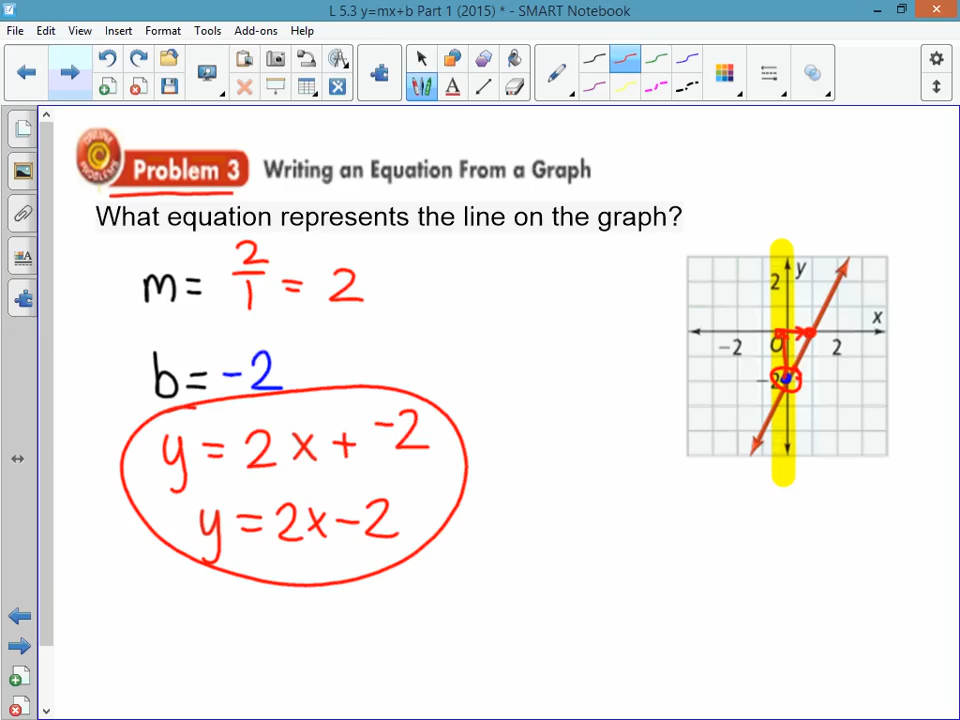 L 5.3 y=mx+b Part 1 (2015) * - SMART Notebook
File Edit View Insert Format Tools Add-ons Help
ONLINE PROBLEMS
Problem 3 Writing an Equation From a Graph
What equation represents the line on the graph?
m = 2/1 = 2
b = -2
y = 2x + -2
y = 2x - 2
y
2
x
-2 O 2
-2